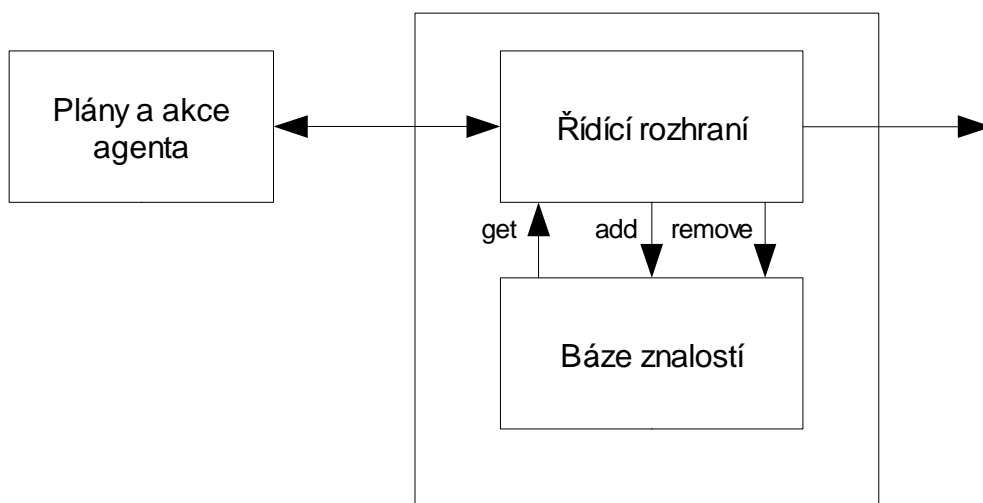 Plány a akce
agenta
Řídící rozhraní
get
add
remove
Báze znalostí